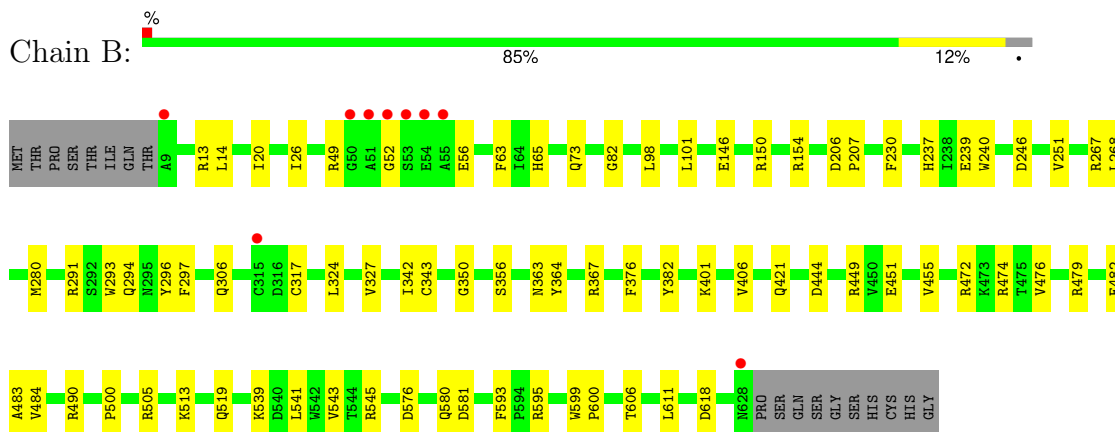 %
Chain B:
85% 12% •
MET THR PRO SER THR ILE GLN THR A9 R13 L14 I20 I26 R49 G50 A51 G52 S53 E54 A55 E56 F63 I64 H65 Q73 G82 L98 L101 E146 R150 R154 D206 P207 F230 H237 I238 E239 W240 D246 V251 R267 L268
M280 R291 S292 W293 Q294 N295 Y296 F297 Q306 C315 D316 C317 L324 V327 I342 C343 G350 S356 N363 Y364 R367 F376 Y382 K401 V406 Q421 D444 R449 V450 E451 V455 R472 K473 R474 T475 V476 R479
A483 V484 R490 P500 R505 K513 Q519 K539 D540 L541 W542 V543 T544 R545 D576 Q580 D581 F593 P594 R595 W599 P600 T606 L611 D618 N628 PRO SER GLN SER GLY SER HIS CYS HIS GLY